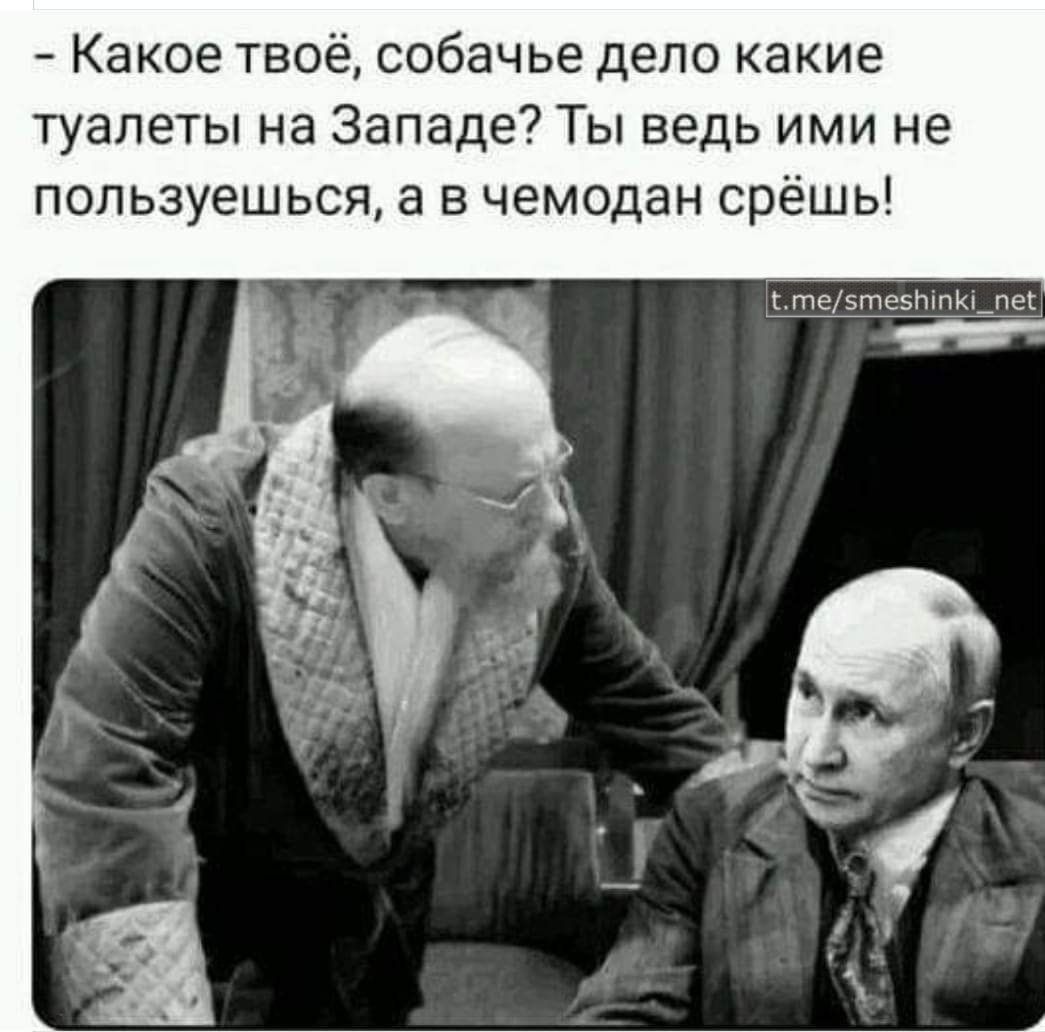 - Какое твоё, собачье дело какие
туалеты на Западе? Ты ведь ими не
пользуешься, а в чемодан срёшь!
t.me/smeshinki_net